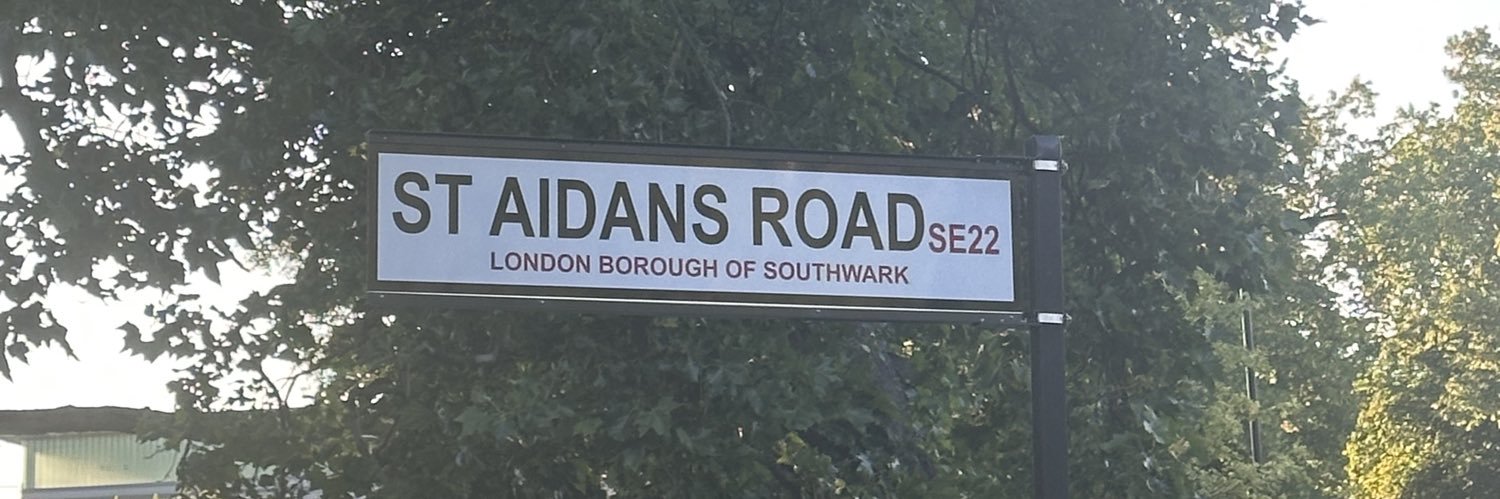 ST AIDANS ROAD SE22
LONDON BOROUGH OF SOUTHWARK